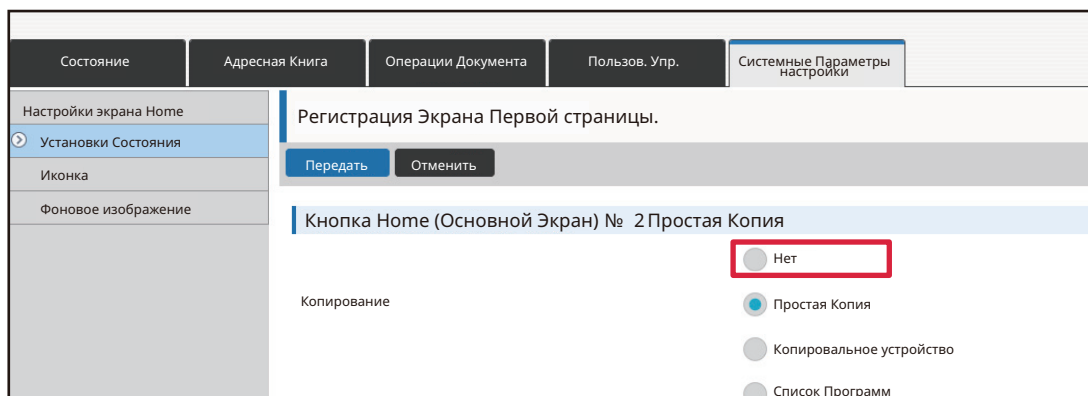 Состояние
Адресная Книга
Операции Документа
Пользов. Упр.
Системные Параметры
настройки
Настройки экрана Home
Установки Состояния
Иконка
Фоновое изображение
Регистрация Экрана Первой страницы.
Передать
Отменить
Кнопка Home (Основной Экран) № 2 Простая Копия
Нет
Копирование
Простая Копия
Копировальное устройство
Список Программ